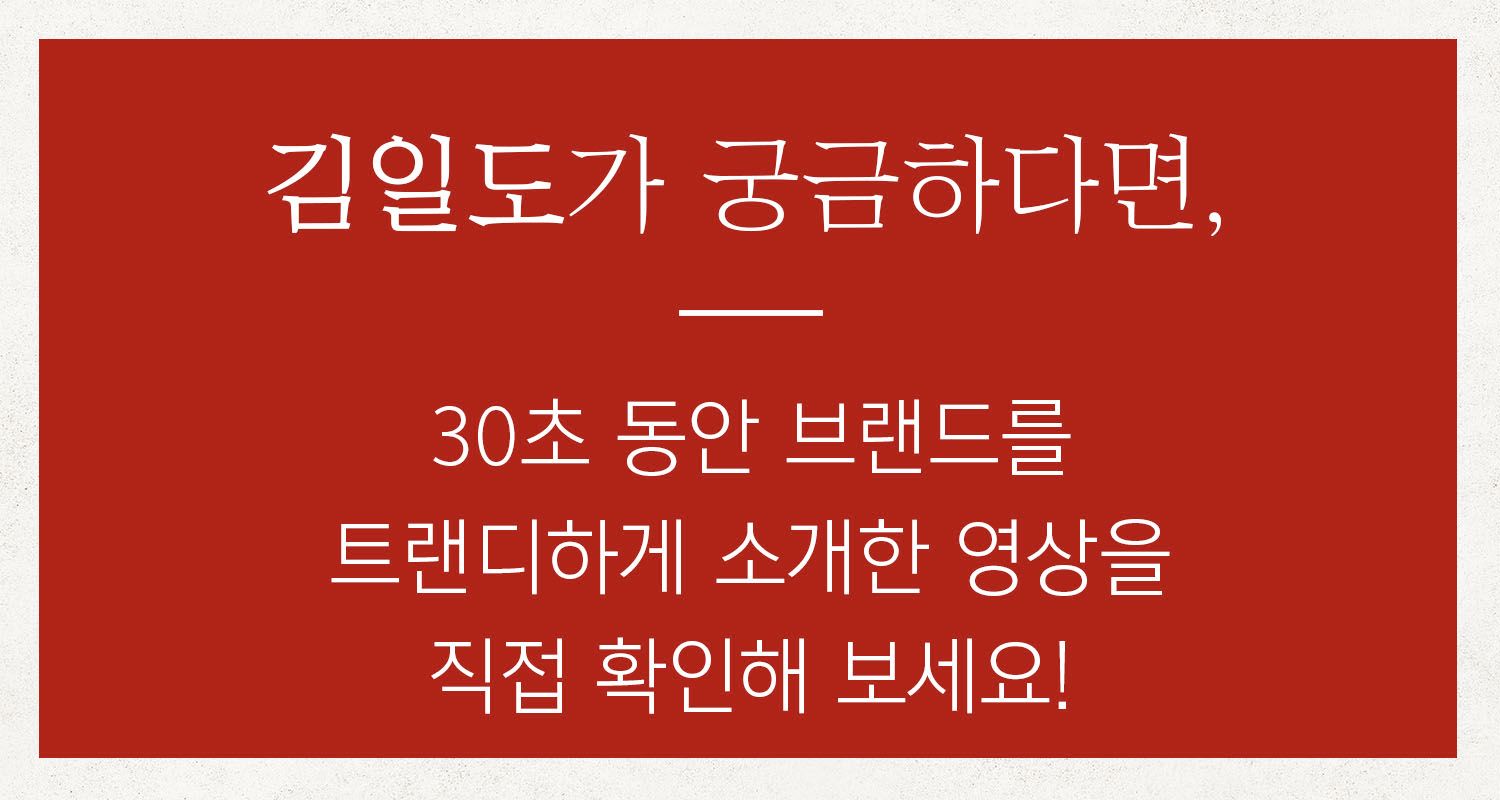 김일도가 궁금하다면,
30초 동안 브랜드를
트랜디하게 소개한 영상을
직접 확인해 보세요!